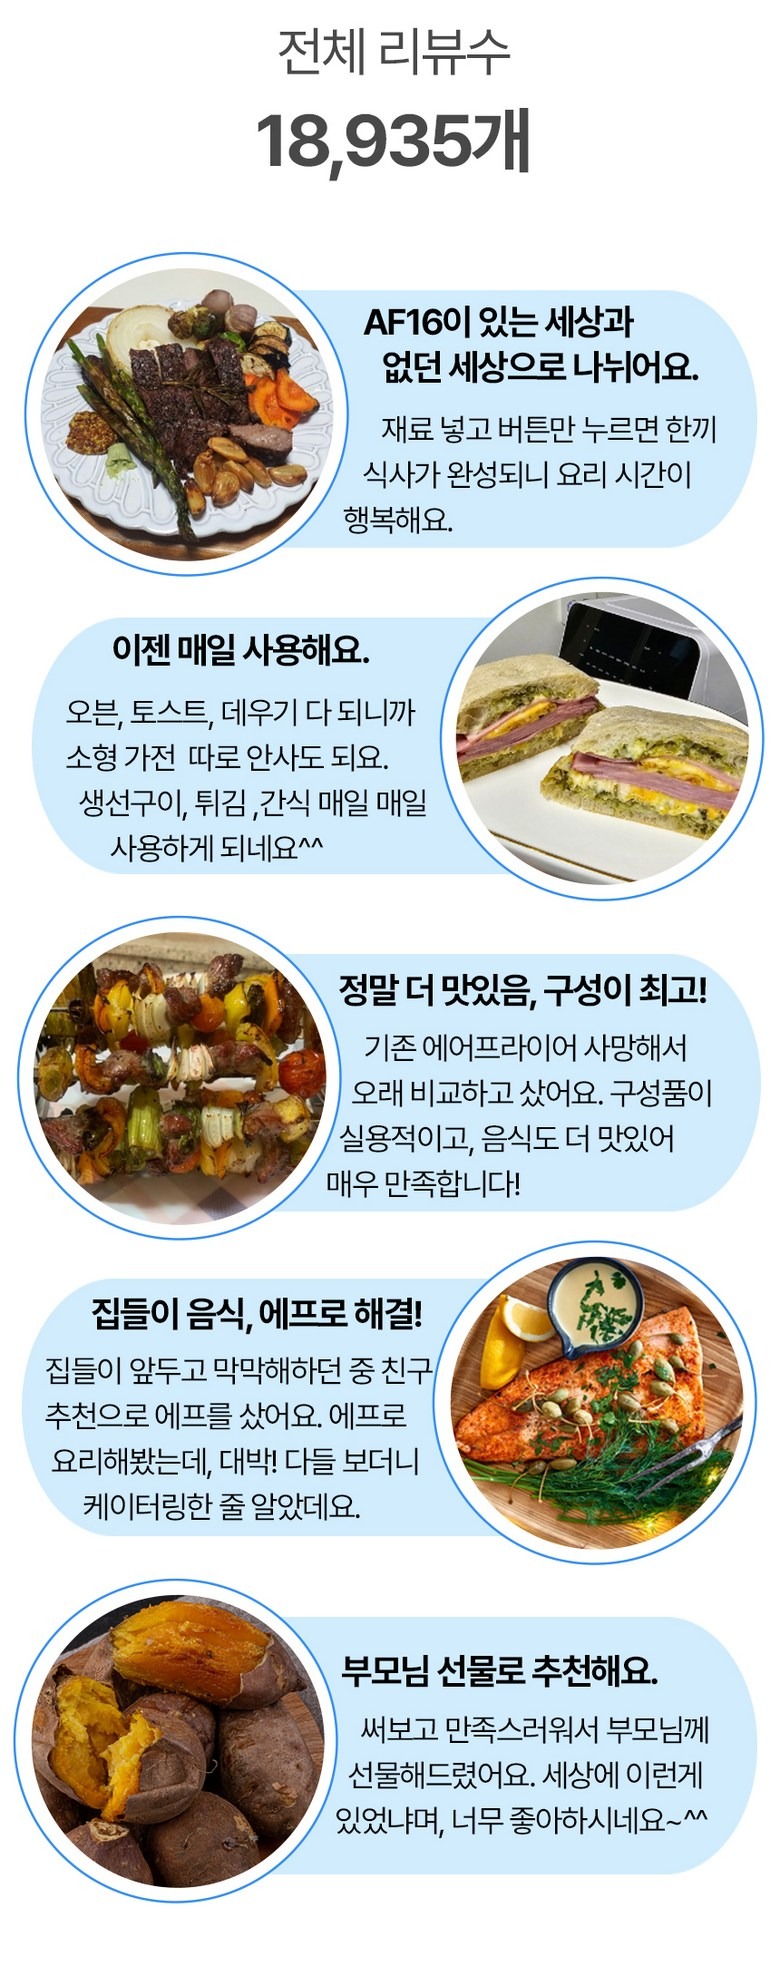 전체 리뷰수
18,935개
AF16이 있는 세상과
없던 세상으로 나뉘어요.
재료 넣고 버튼만 누르면 한끼
식사가 완성되니 요리 시간이
행복해요.
이젠 매일 사용해요.
오븐, 토스트, 데우기 다 되니까
소형 가전 따로 안사도 되요.
생선구이, 튀김 ,간식 매일 매일
사용하게 되네요^^
정말 더 맛있음, 구성이 최고!
기존 에어프라이어 사망해서
오래 비교하고 샀어요. 구성품이
실용적이고, 음식도 더 맛있어
매우 만족합니다!
집들이 음식, 에프로 해결!
집들이 앞두고 막막해하던 중 친구
추천으로 에프를 샀어요. 에프로
요리해봤는데, 대박! 다들 보더니
케이터링한 줄 알았데요.
부모님 선물로 추천해요.
써보고 만족스러워서 부모님께
선물해드렸어요. 세상에 이런게
있었냐며, 너무 좋아하시네요~^^